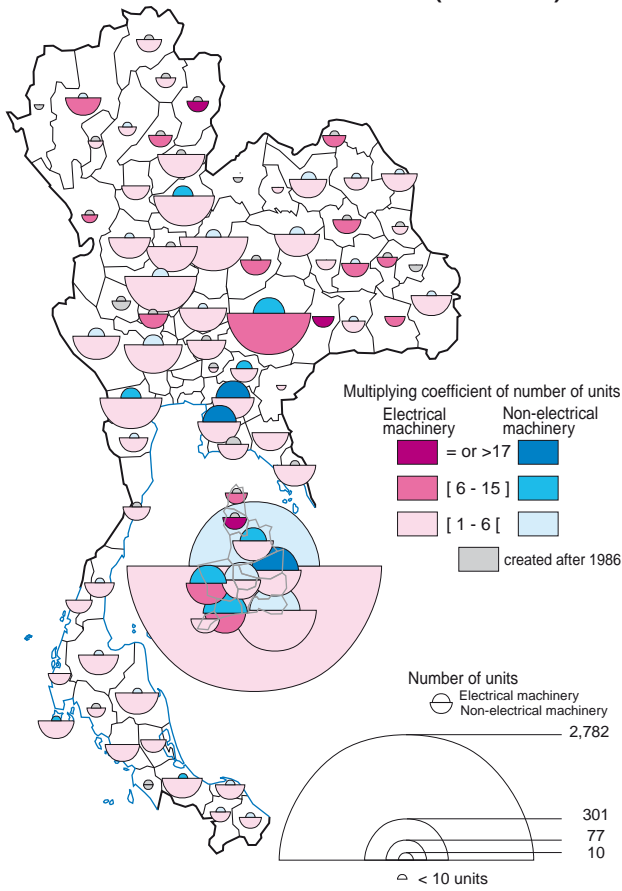 Multiplying coefficient of number of units
Electrical machinery
Non-electrical machinery
= or >17
[ 6 - 15 ]
[ 1 - 6 [
created after 1986
Number of units
Electrical machinery
Non-electrical machinery
2,782
301
77
10
< 10 units